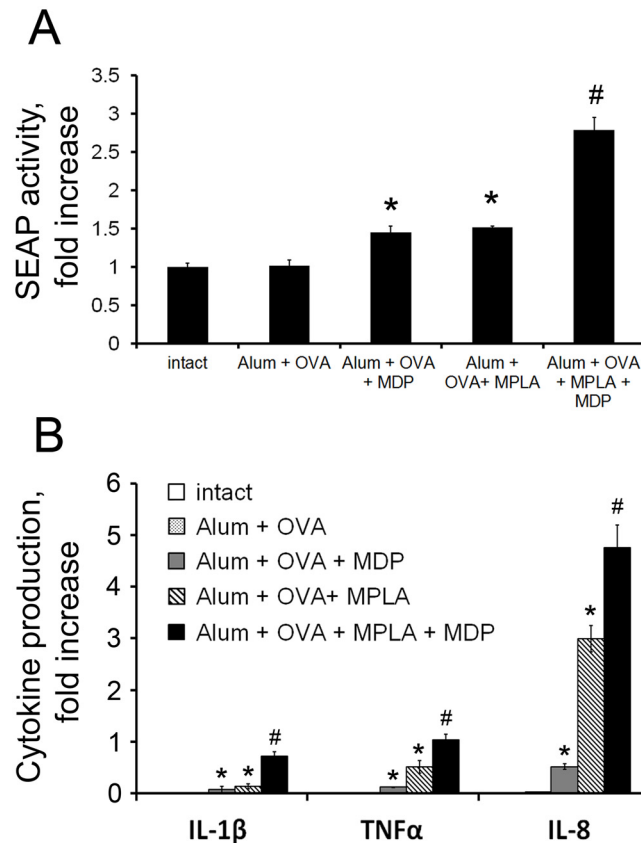 A
SEAP activity,
fold increase
3.5
3
2.5
2
1.5
1
0.5
0
*
*
#
intact
Alum + OVA
Alum + OVA
+ MDP
Alum +
OVA+ MPLA
Alum + OVA
+ MPLA +
MDP
B
Cytokine production,
fold increase
6
5
4
3
2
1
0
intact
Alum + OVA
Alum + OVA + MDP
Alum + OVA+ MPLA
Alum + OVA + MPLA + MDP
* * #
* * #
* * #
IL-1β
TNFα
IL-8